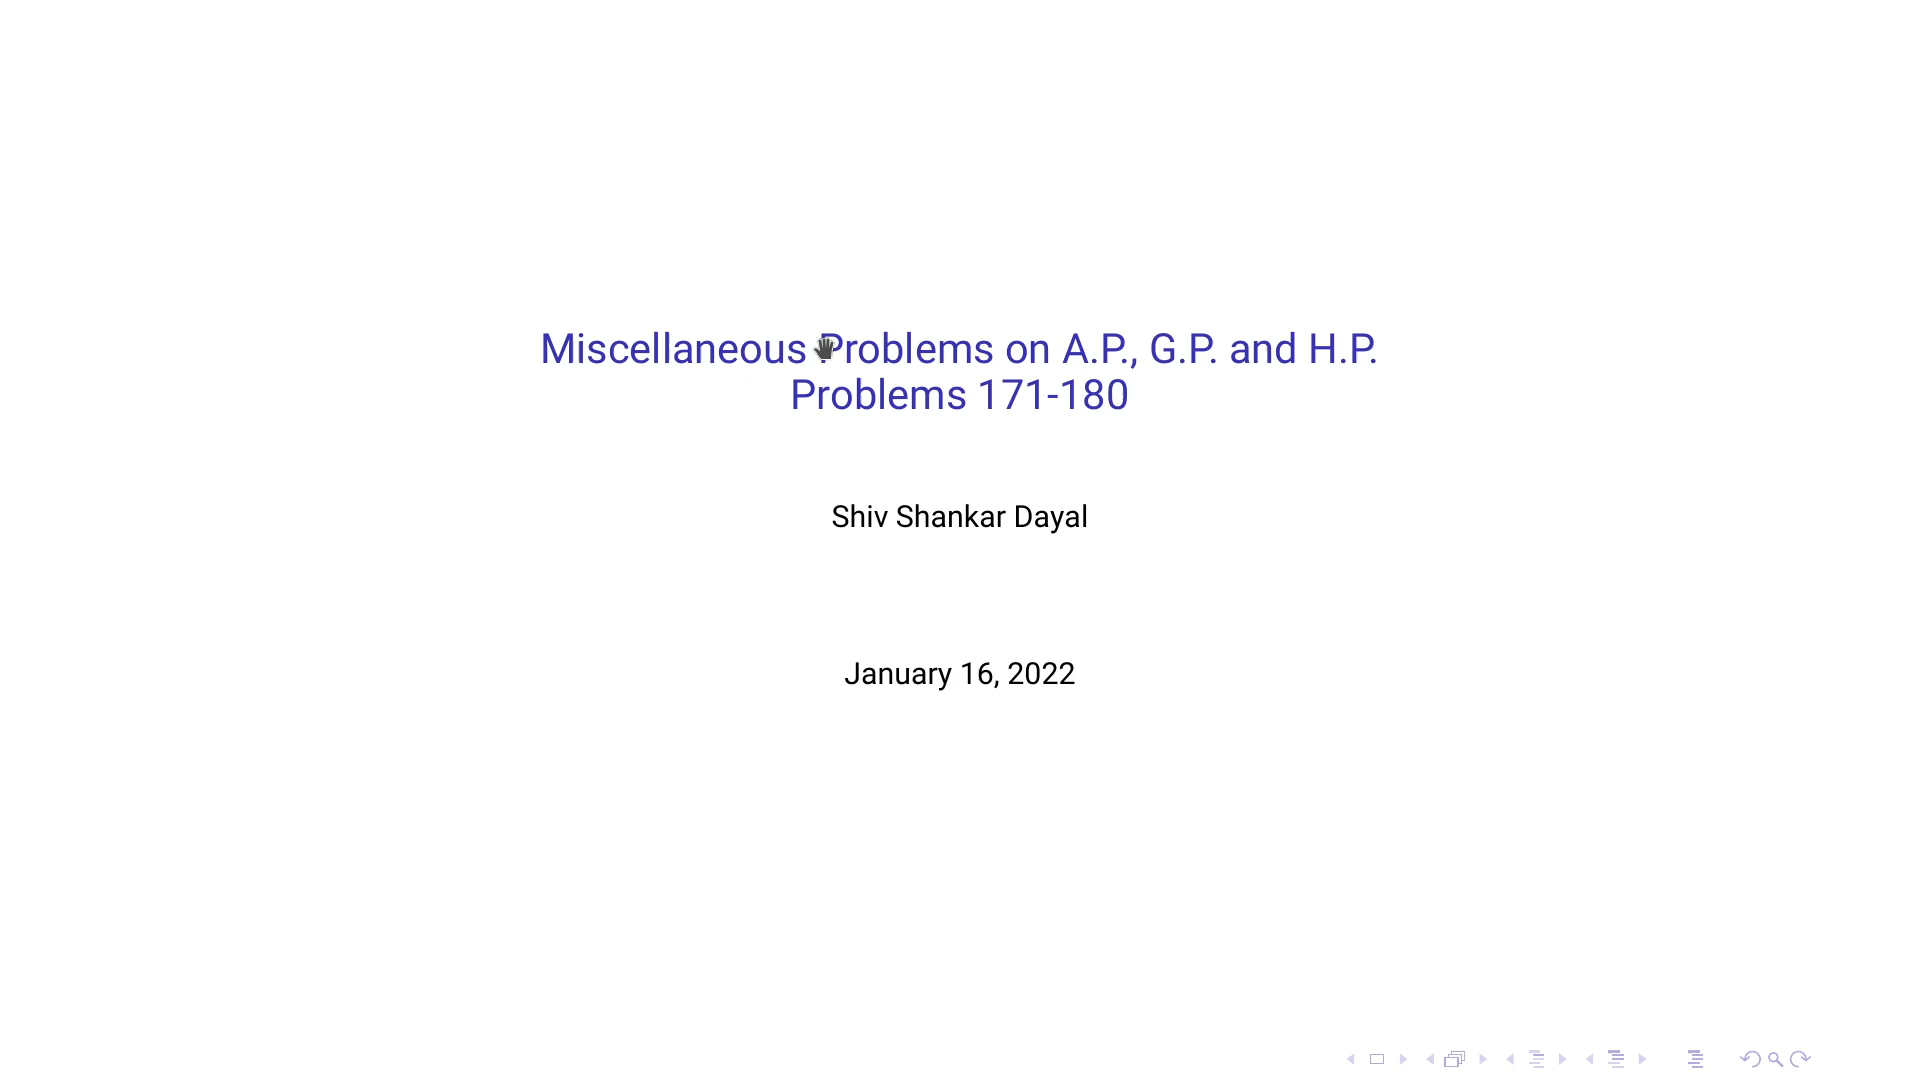 Miscellaneous Problems on A.P., G.P. and H.P.
Problems 171-180
Shiv Shankar Dayal
January 16, 2022